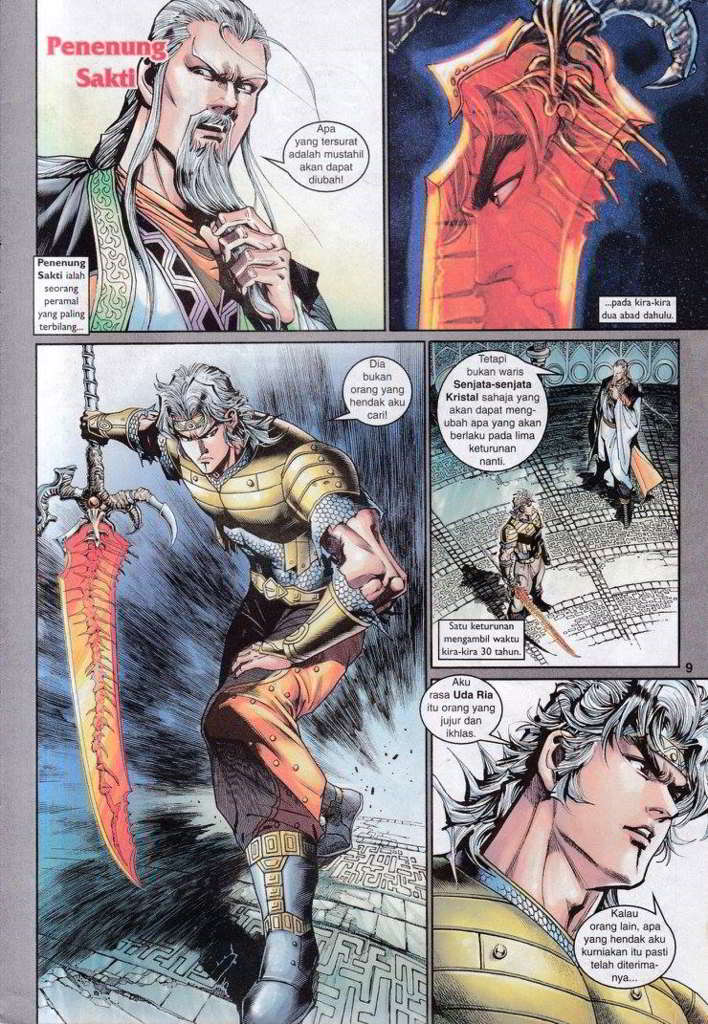 Penenung
Sakti
Apa
yang tersurat
adalah mustahil
akan dapat
diubah!
Penenung
Sakti ialah
seorang
peramal
yang paling
terbilang...
...pada kira-kira
dua abad dahulu.
Dia
bukan
orang yang
hendak aku
cari!
Tetapi
bukan waris
Senjata-senjata
Kristal sahaja yang
akan dapat meng-
ubah apa yang akan
berlaku pada lima
keturunan
nanti.
Satu keturunan
mengambil waktu
kira-kira 30 tahun.
9
Aku
rasa Uda Ria
itu orang yang
jujur dan
ikhlas.
Kalau
orang lain, apa
yang hendak aku
kurniakan itu pasti
telah diterima-
nya...